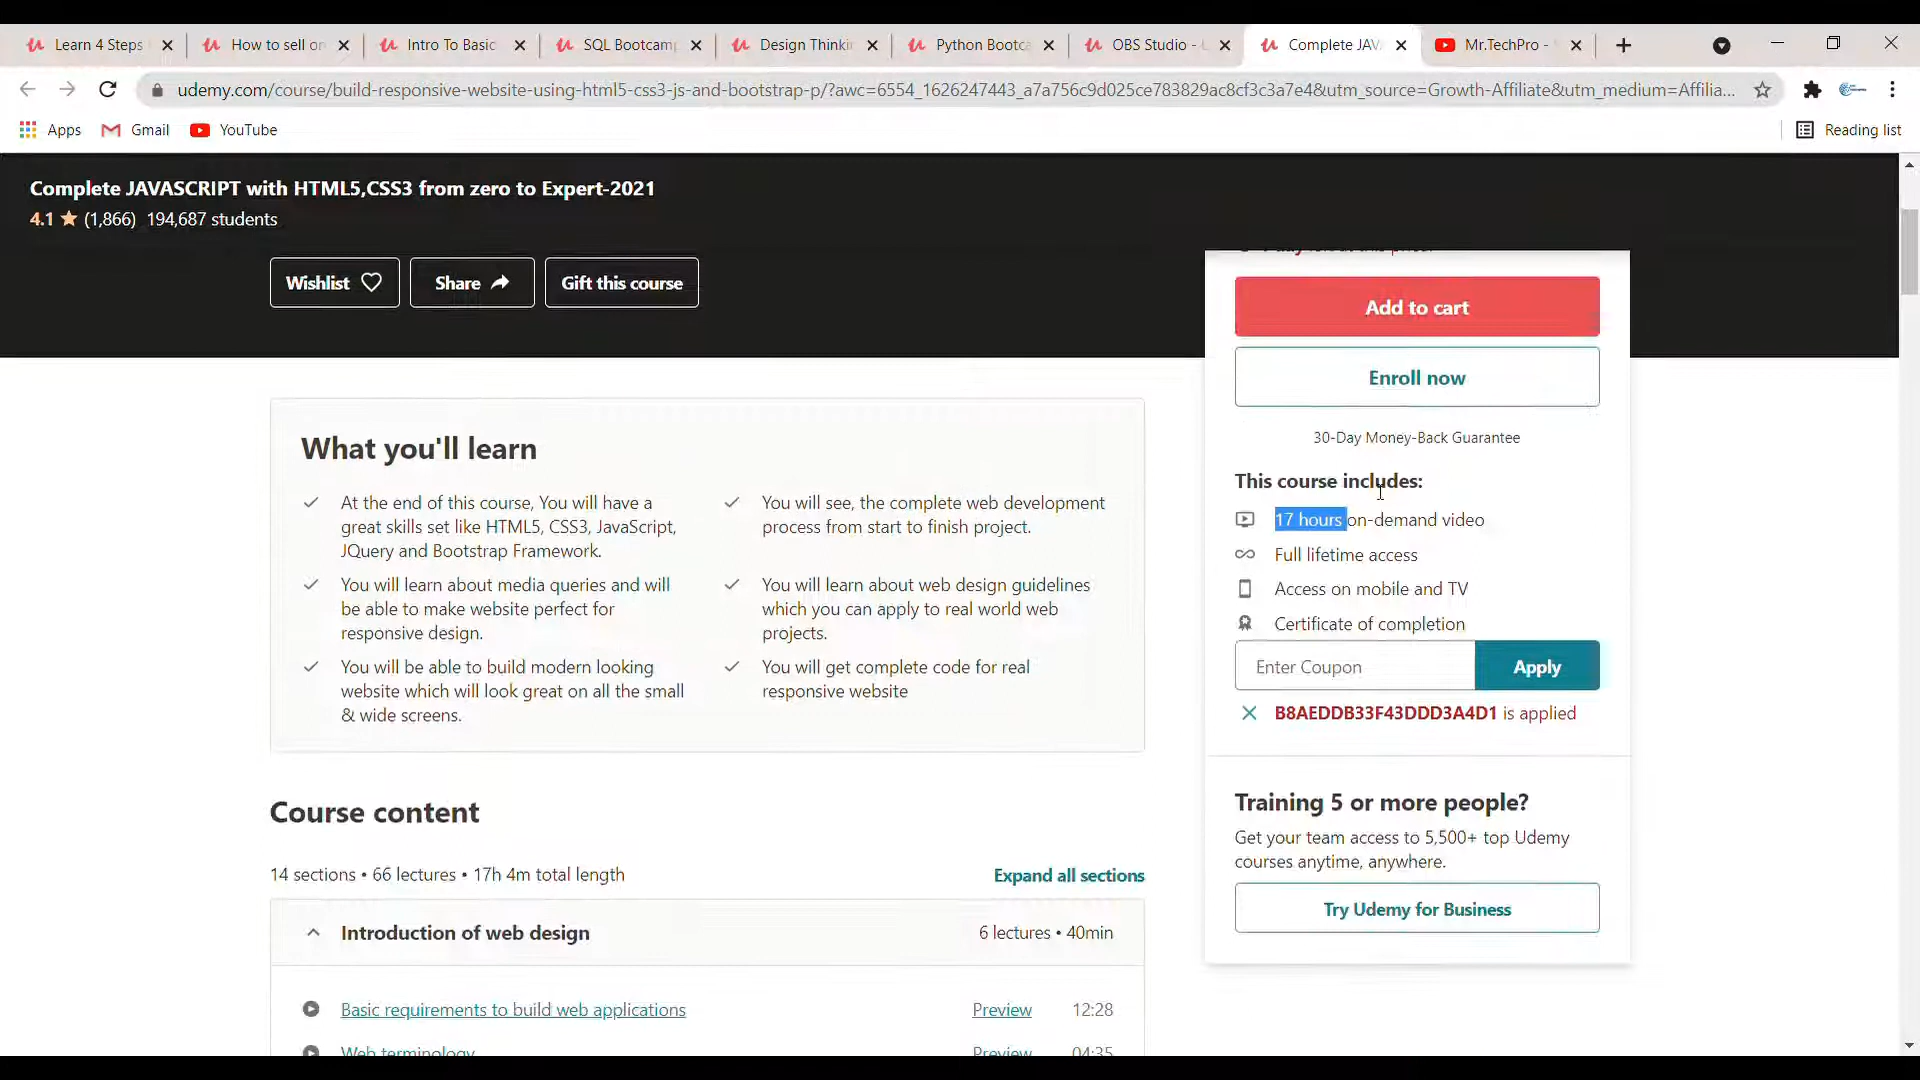 Learn 4 Steps
How to sell on
Intro To Basic
SQL Bootcamp
Design Thinki
Python Bootc
OBS Studio -
Complete JAV
Mr.TechPro -
udemy.com/course/build-responsive-website-using-html5-css3-js-and-bootstrap-p/?awc=6554_1626247443_a7a756c9d025ce783829ac8cf3c3a7e4&utm_source=Growth-Affiliate&utm_medium=Affilia...
Apps
Gmail
YouTube
Reading list
Complete JAVASCRIPT with HTML5,CSS3 from zero to Expert-2021
4.1 ★ (1,866) 194,687 students
Wishlist
Share
Gift this course
Add to cart
Enroll now
30-Day Money-Back Guarantee
This course includes:
17 hours on-demand video
Full lifetime access
Access on mobile and TV
Certificate of completion
Enter Coupon
Apply
B8AEDDB33F43DDD3A4D1 is applied
Training 5 or more people?
Get your team access to 5,500+ top Udemy
courses anytime, anywhere.
Try Udemy for Business
What you'll learn
At the end of this course, You will have a
great skills set like HTML5, CSS3, JavaScript,
JQuery and Bootstrap Framework.
You will see, the complete web development
process from start to finish project.
You will learn about media queries and will
be able to make website perfect for
responsive design.
You will learn about web design guidelines
which you can apply to real world web
projects.
You will be able to build modern looking
website which will look great on all the small
& wide screens.
You will get complete code for real
responsive website
Course content
14 sections • 66 lectures • 17h 4m total length
Expand all sections
Introduction of web design
6 lectures • 40min
Basic requirements to build web applications
Preview
12:28
Web terminology
Preview
04:35